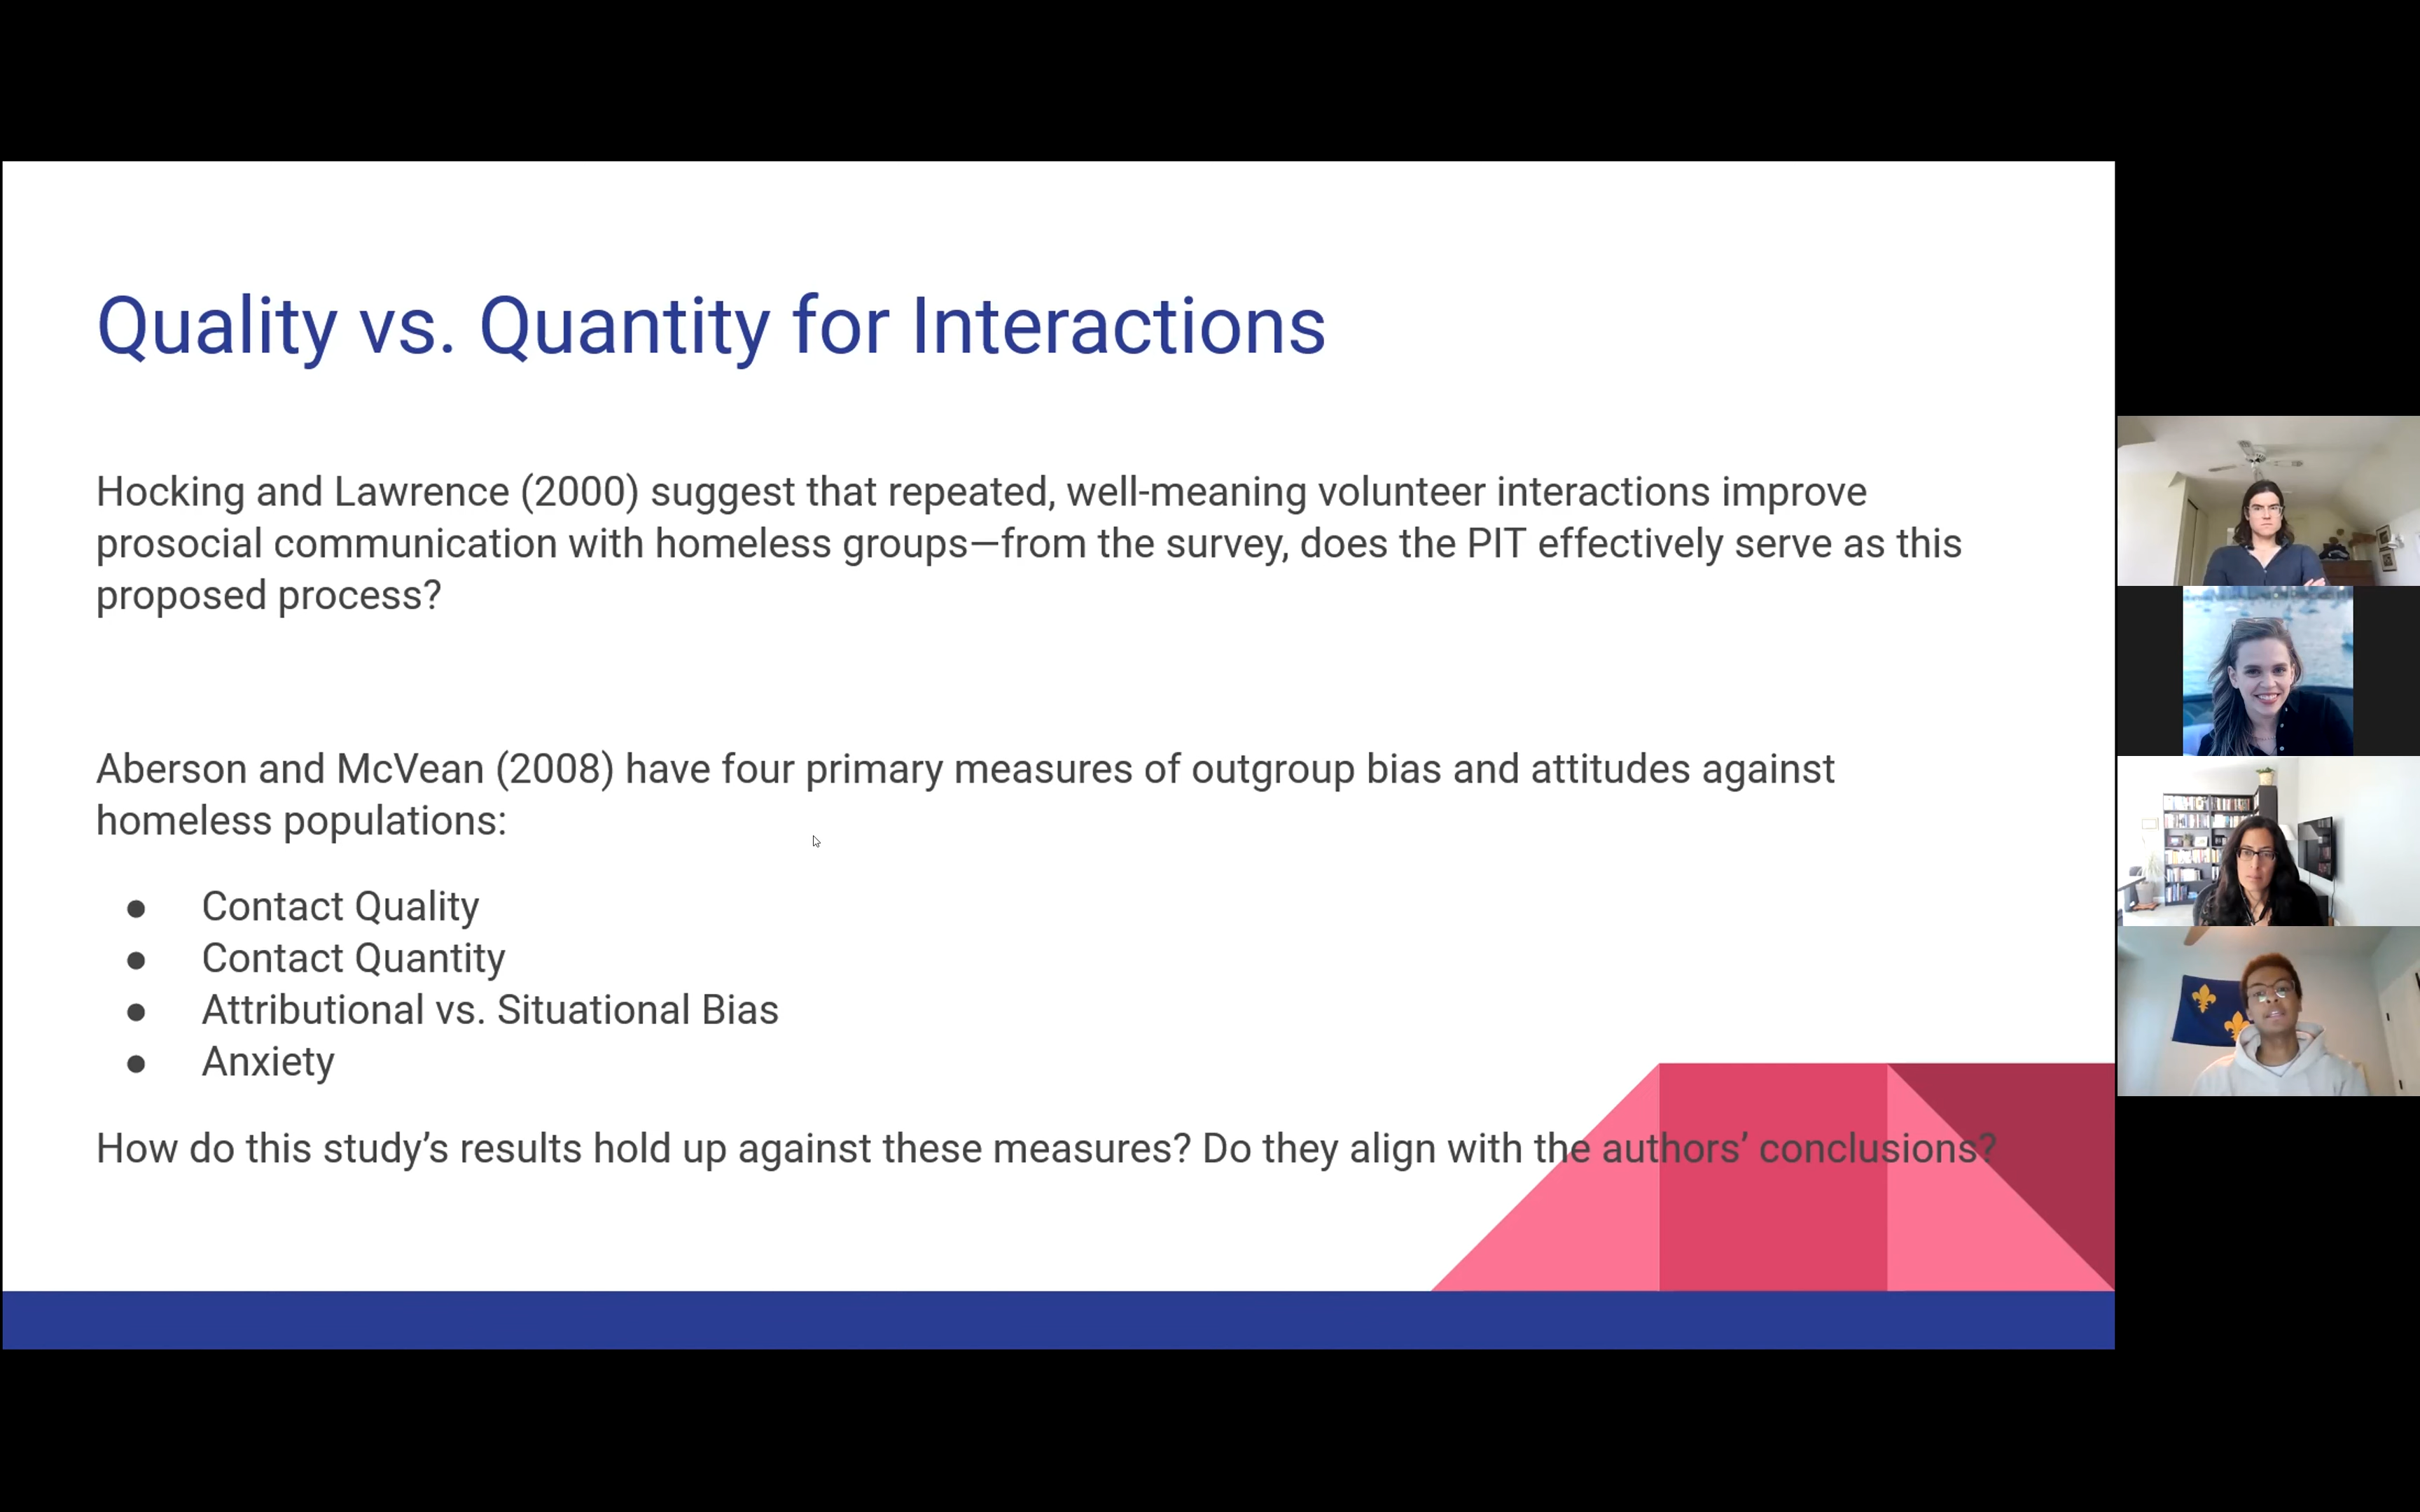 Quality vs. Quantity for Interactions
Hocking and Lawrence (2000) suggest that repeated, well-meaning volunteer interactions improve
prosocial communication with homeless groups—from the survey, does the PIT effectively serve as this
proposed process?
Aberson and McVean (2008) have four primary measures of outgroup bias and attitudes against
homeless populations:
● Contact Quality
● Contact Quantity
● Attributional vs. Situational Bias
● Anxiety
How do this study’s results hold up against these measures? Do they align with the authors’ conclusions?